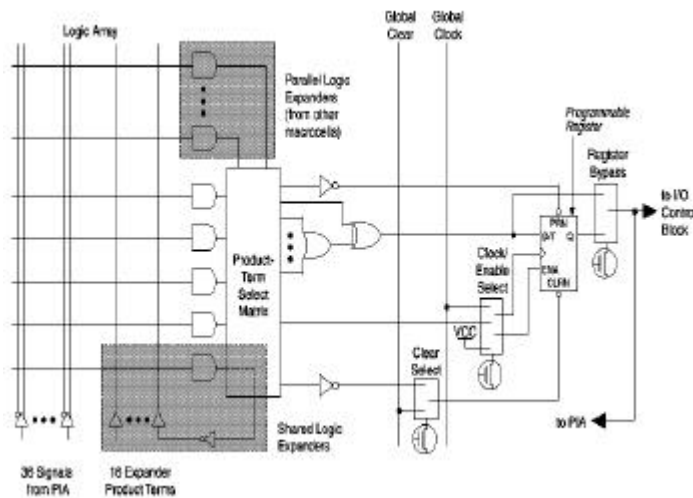 Logic Array
Global
Clear
Global
Clock
Parallel Logic
Expanders
(from other
macrocells)
Programmable
Register
Register
Bypass
to I/O
Control
Block
PRN
D/T Q
ENA
CLRN
Clock/
Enable
Select
Product-
Term
Select
Matrix
VCC
Clear
Select
Shared Logic
Expanders
to PIA
36 Signals
from PIA
16 Expander
Product Terms